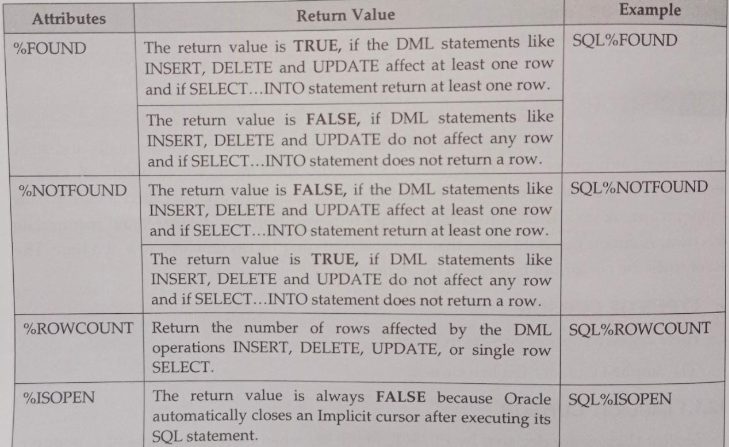 Attributes Return Value Example
%FOUND The return value is TRUE, if the DML statements like SQL%FOUND
INSERT, DELETE and UPDATE affect at least one row
and if SELECT...INTO statement return at least one row.
The return value is FALSE, if DML statements like
INSERT, DELETE and UPDATE do not affect any row
and if SELECT...INTO statement does not return a row.
%NOTFOUND The return value is FALSE, if the DML statements like SQL%NOTFOUND
INSERT, DELETE and UPDATE affect at least one row
and if SELECT...INTO statement return at least one row.
The return value is TRUE, if DML statements like
INSERT, DELETE and UPDATE do not affect any row
and if SELECT...INTO statement does not return a row.
%ROWCOUNT Return the number of rows affected by the DML SQL%ROWCOUNT
operations INSERT, DELETE, UPDATE, or single row
SELECT.
%ISOPEN The return value is always FALSE because Oracle SQL%ISOPEN
automatically closes an Implicit cursor after executing its
SQL statement.